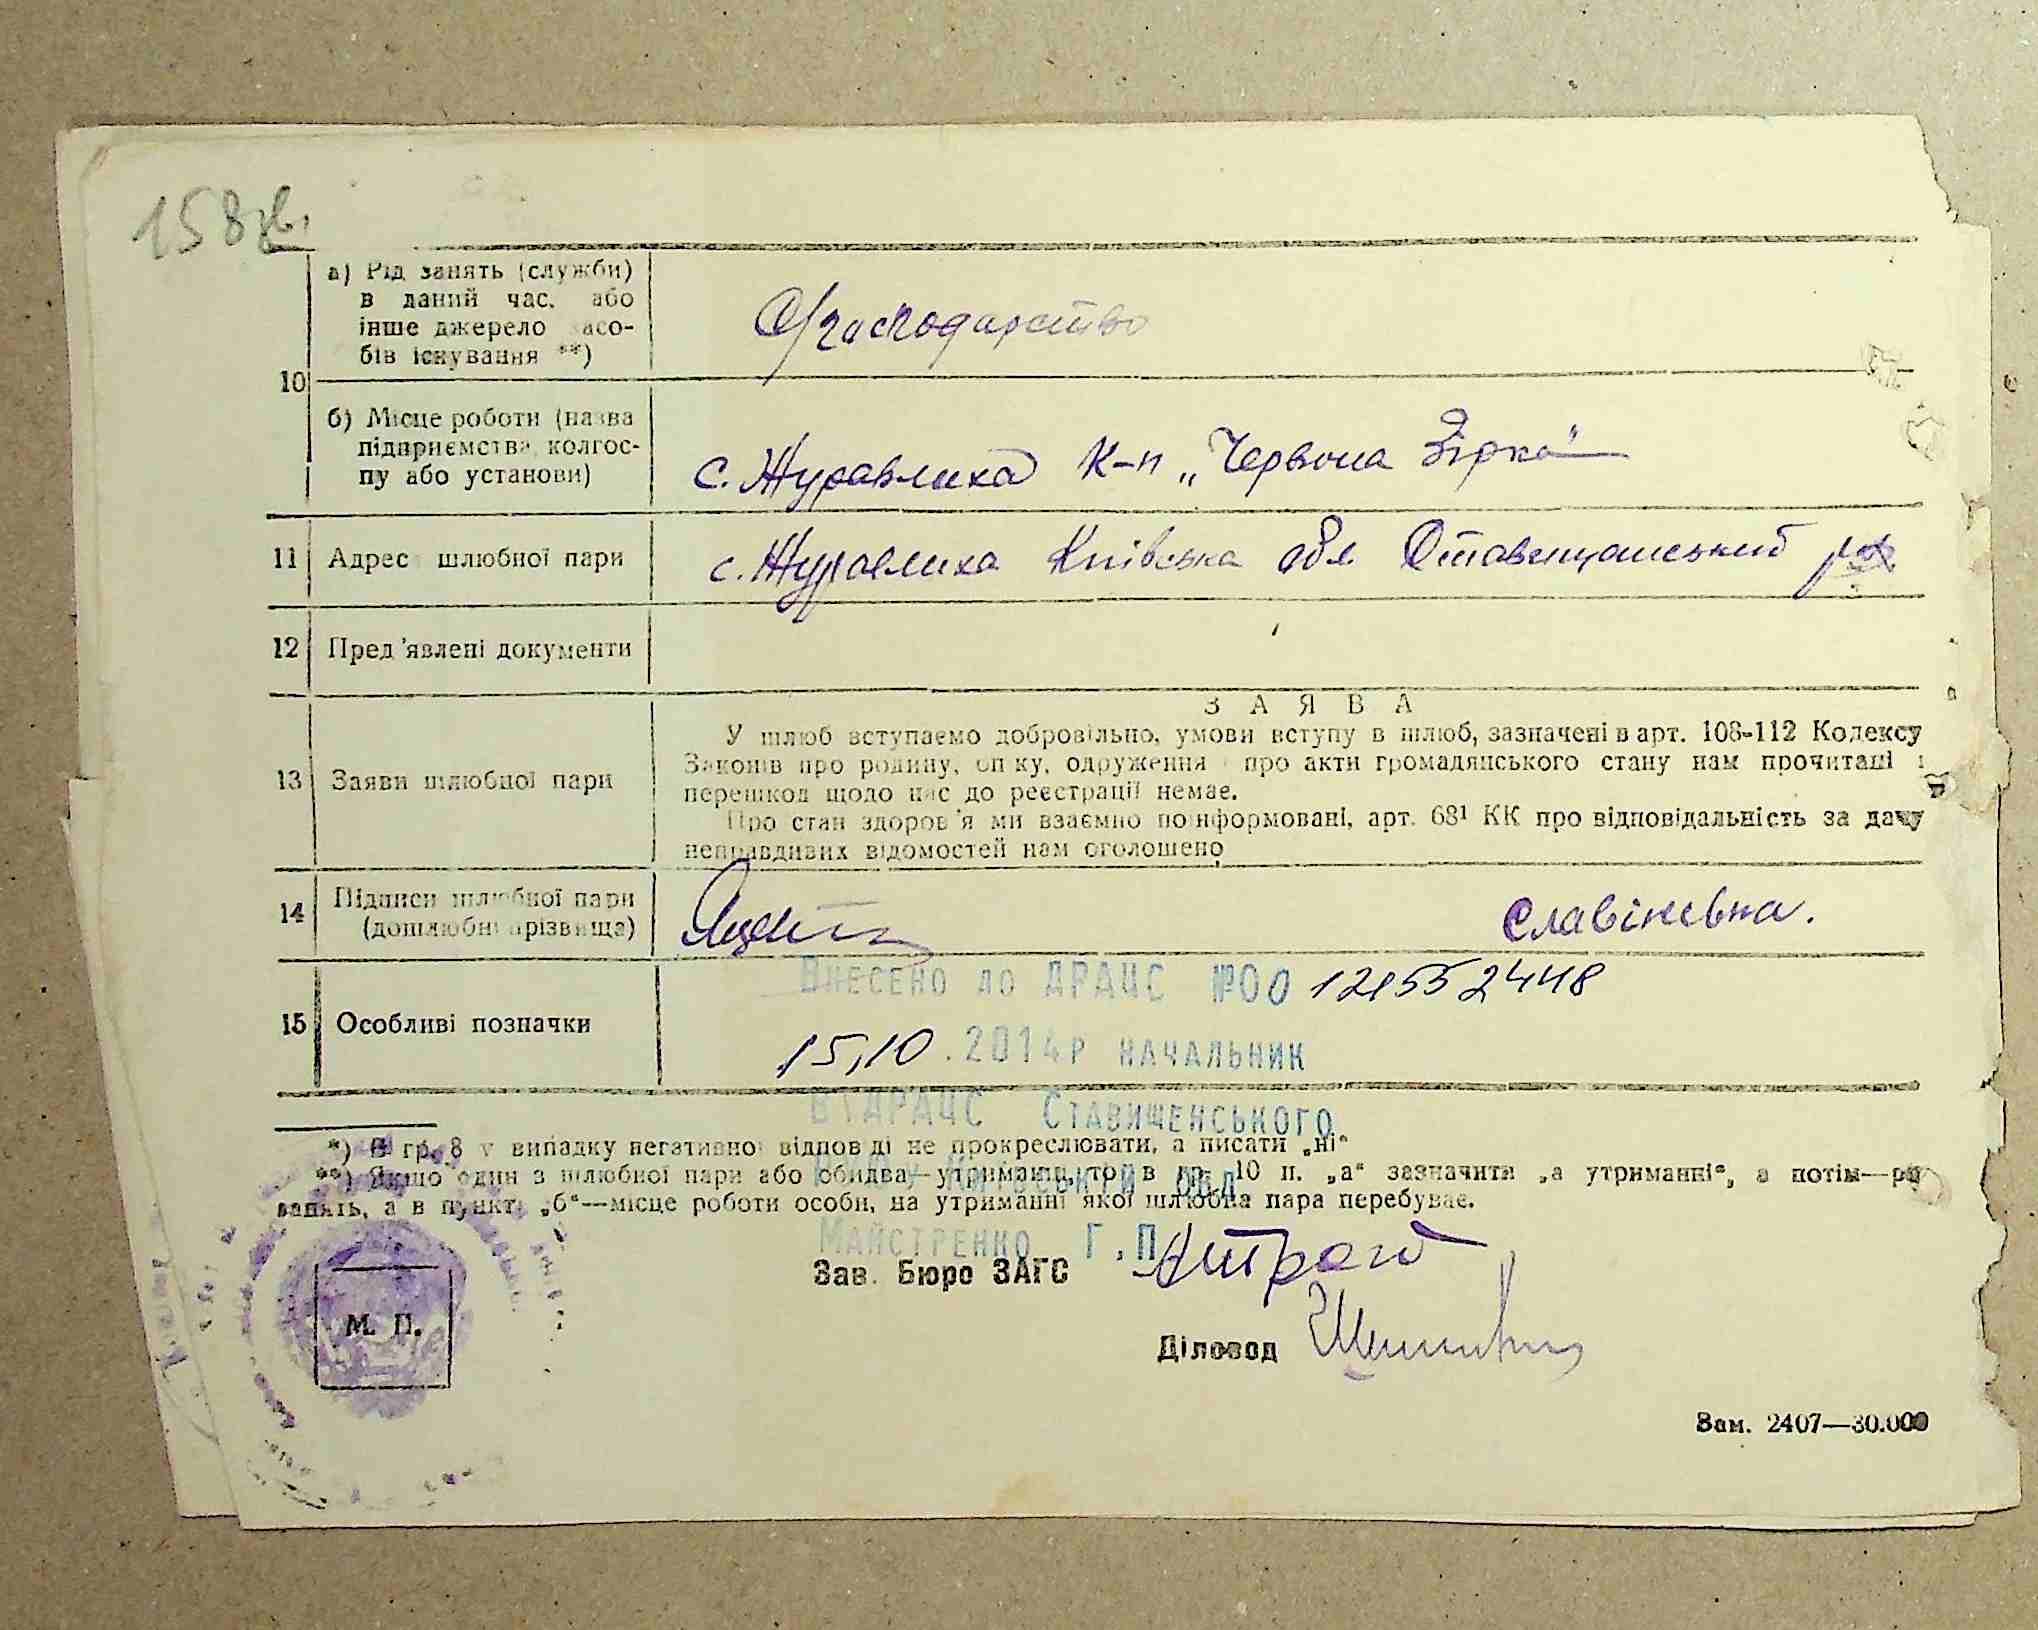 158зв.
а) Рід занять (служби)
в даний час, або
інше джерело засо-
бів існування **)
С/господарство
10
б) Місце роботи (назва
підприємства, колгос-
пу або установи)
с. Журавлиха К-п „Червона Зірка"
11 Адрес шлюбної пари
с. Журавлиха Київська обл Ставищанський р-н
12 Пред'явлені документи
ЗАЯВА
У шлюб вступаємо добровільно, умови вступу в шлюб, зазначені в арт. 108-112 Кодексу
Законів про родину, опіку, одруження і про акти громадянського стану нам прочитані і
13 Заяви шлюбної пари
перешкод щодо нас до реєстрації немає.
Про стан здоров'я ми взаємно поінформовані, арт. 68¹ КК про відповідальність за дачу
неправдивих відомостей нам оголошено
14 Підписи шлюбної пари
(дошлюбні прізвища)
Славінська.
Внесено до ДРАЦС №00 1215552448
15 Особливі позначки
15,10.2014р начальник
ВДРАЦС Ставищенського
*) В гр. 8 у випадку негативної відповіді не прокреслювати, а писати „ні"
**) Якщо один з шлюбної пари або обидва—утриманці, то в гр. 10 п. „а" зазначити „а утриманні", а потім—рід
занять, а в пункті „б"—місце роботи особи, на утриманні якої шлюбна пара перебуває.
Київській обл
Майстренко Г.П.
Зав. Бюро ЗАГС
М. П.
Діловод
Зам. 2407—30.000